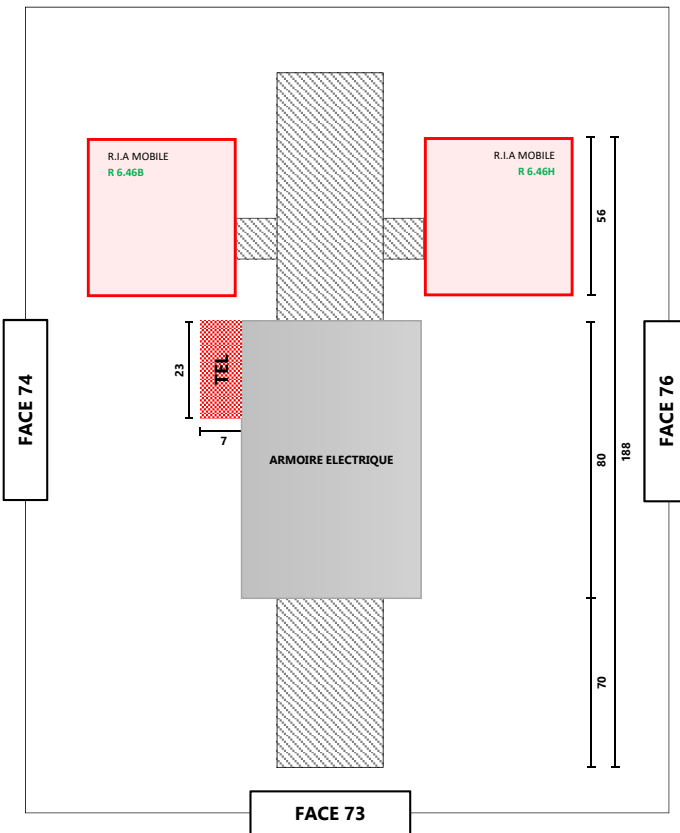 R.I.A MOBILE
R 6.46B
R.I.A MOBILE
R 6.46H
56
FACE 74
23
TEL
7
ARMOIRE ELECTRIQUE
80
188
FACE 76
70
FACE 73